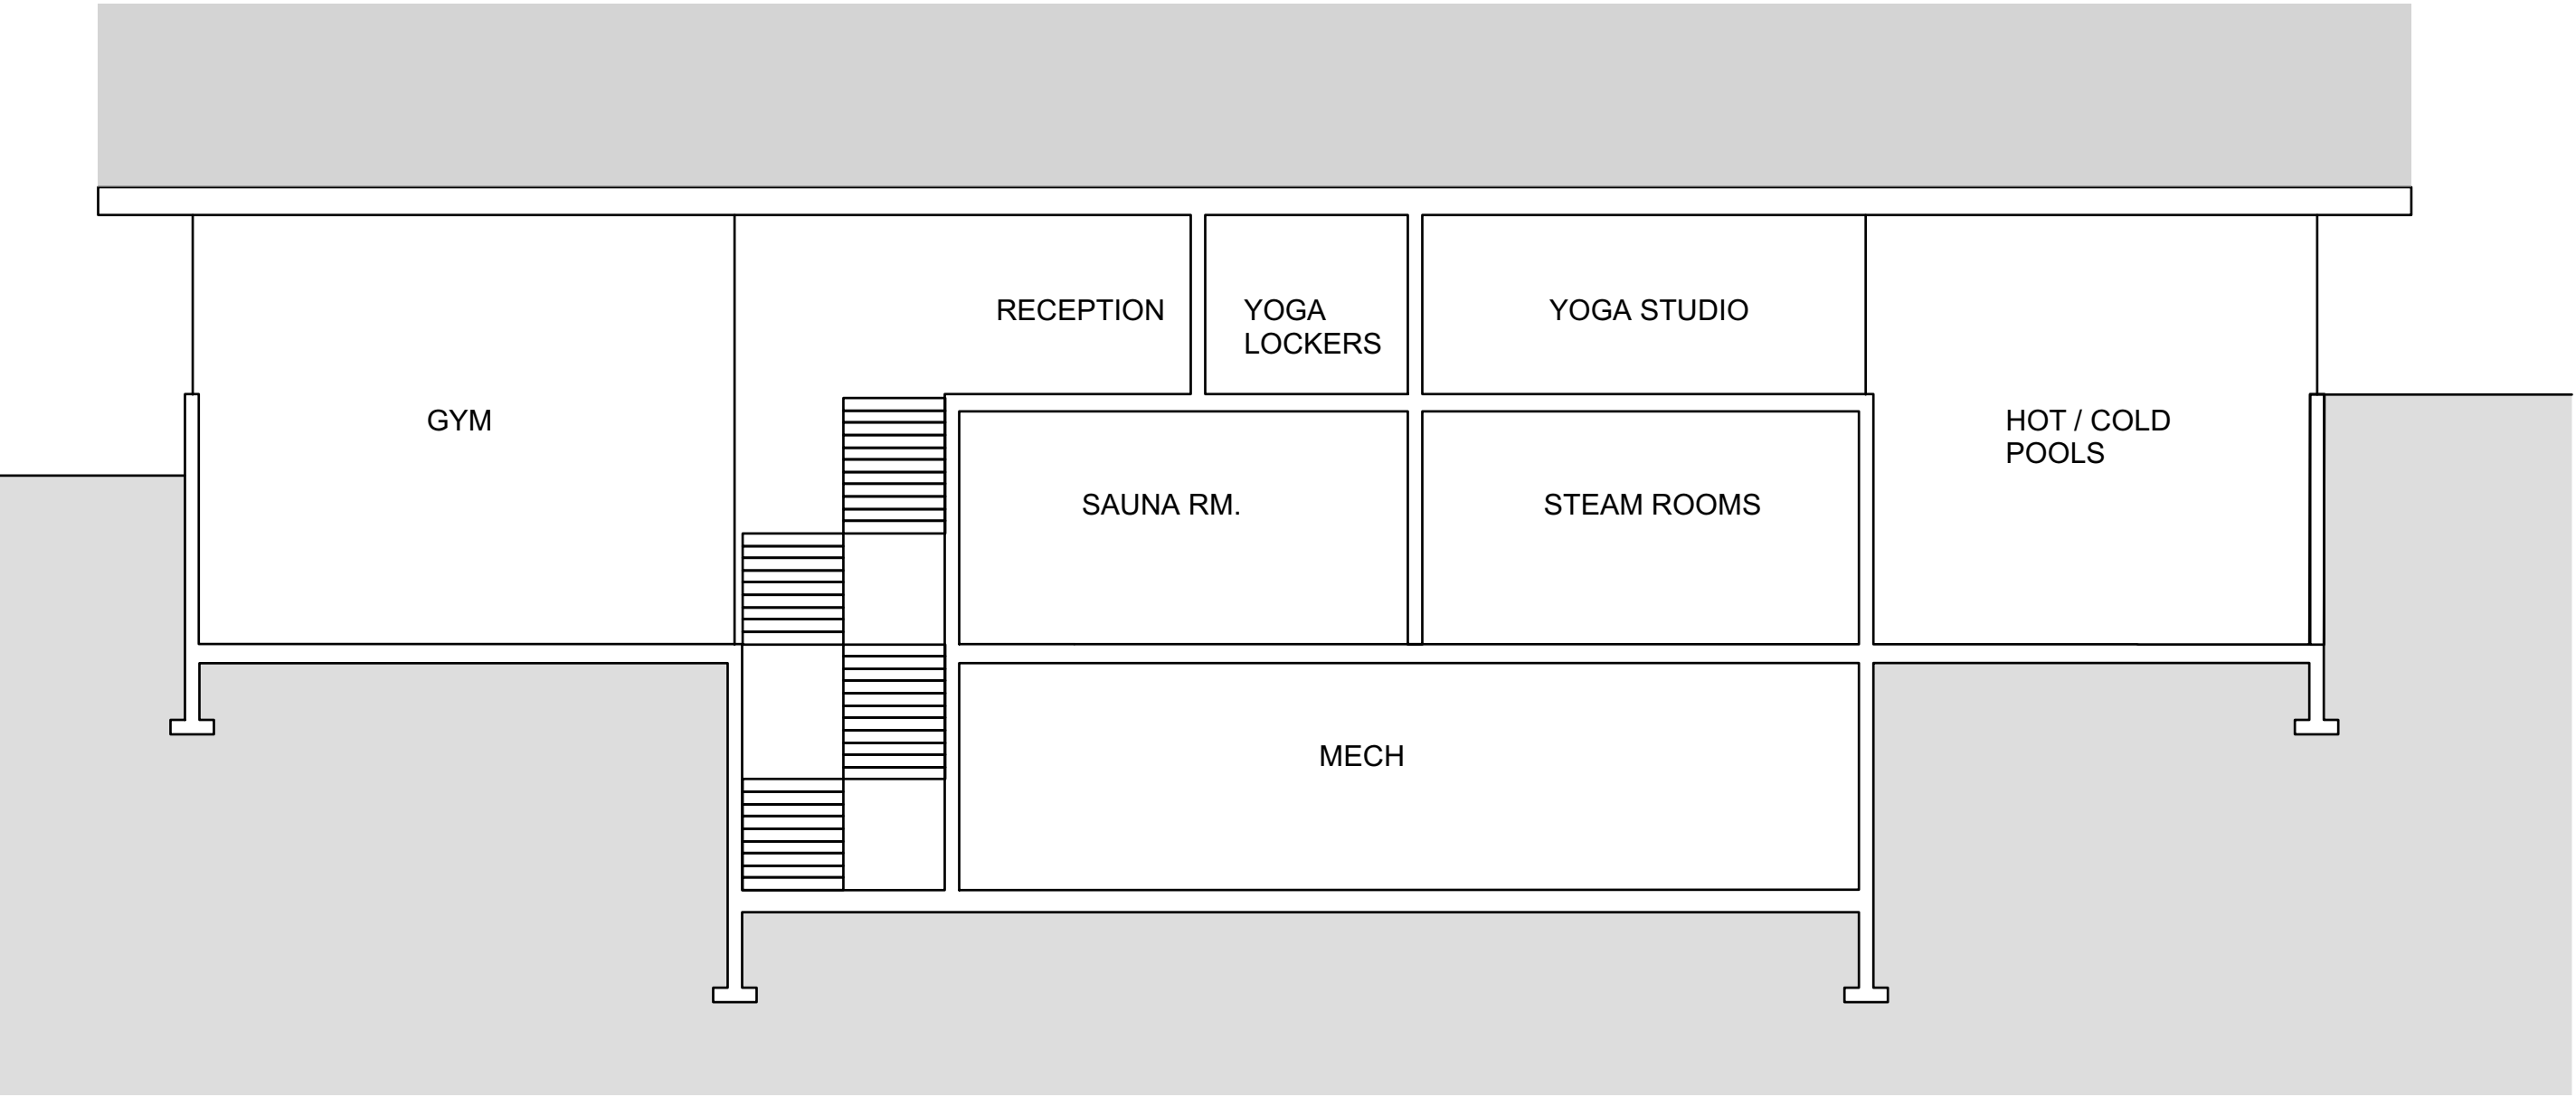 RECEPTION
YOGA
LOCKERS
YOGA STUDIO
GYM
HOT / COLD
POOLS
SAUNA RM.
STEAM ROOMS
MECH